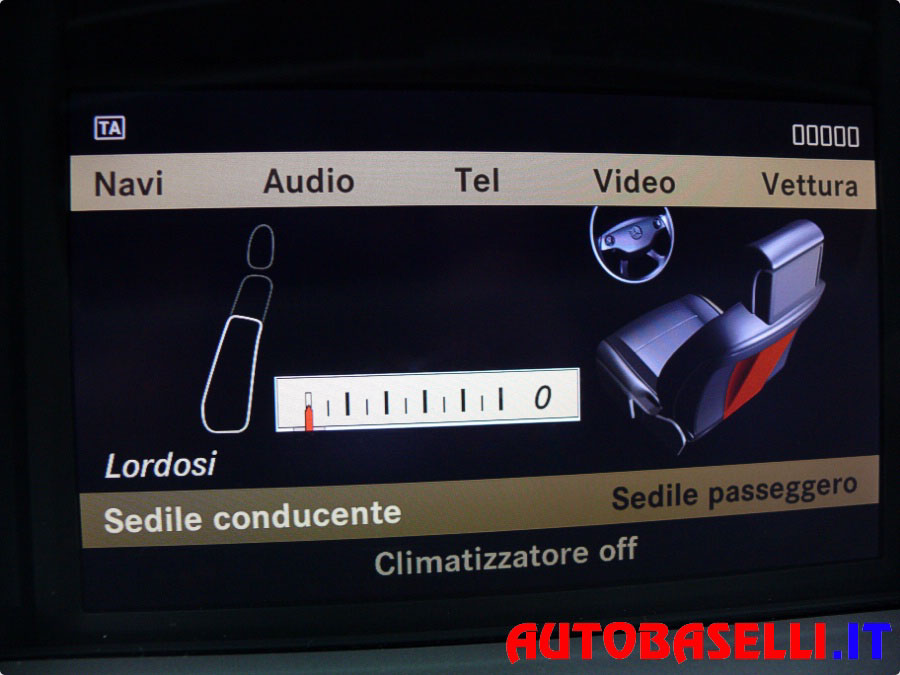 TA
Navi Audio Tel Video Vettura
0
Lordosi
Sedile conducente Sedile passeggero
Climatizzatore off
AUTOBASELLI.IT